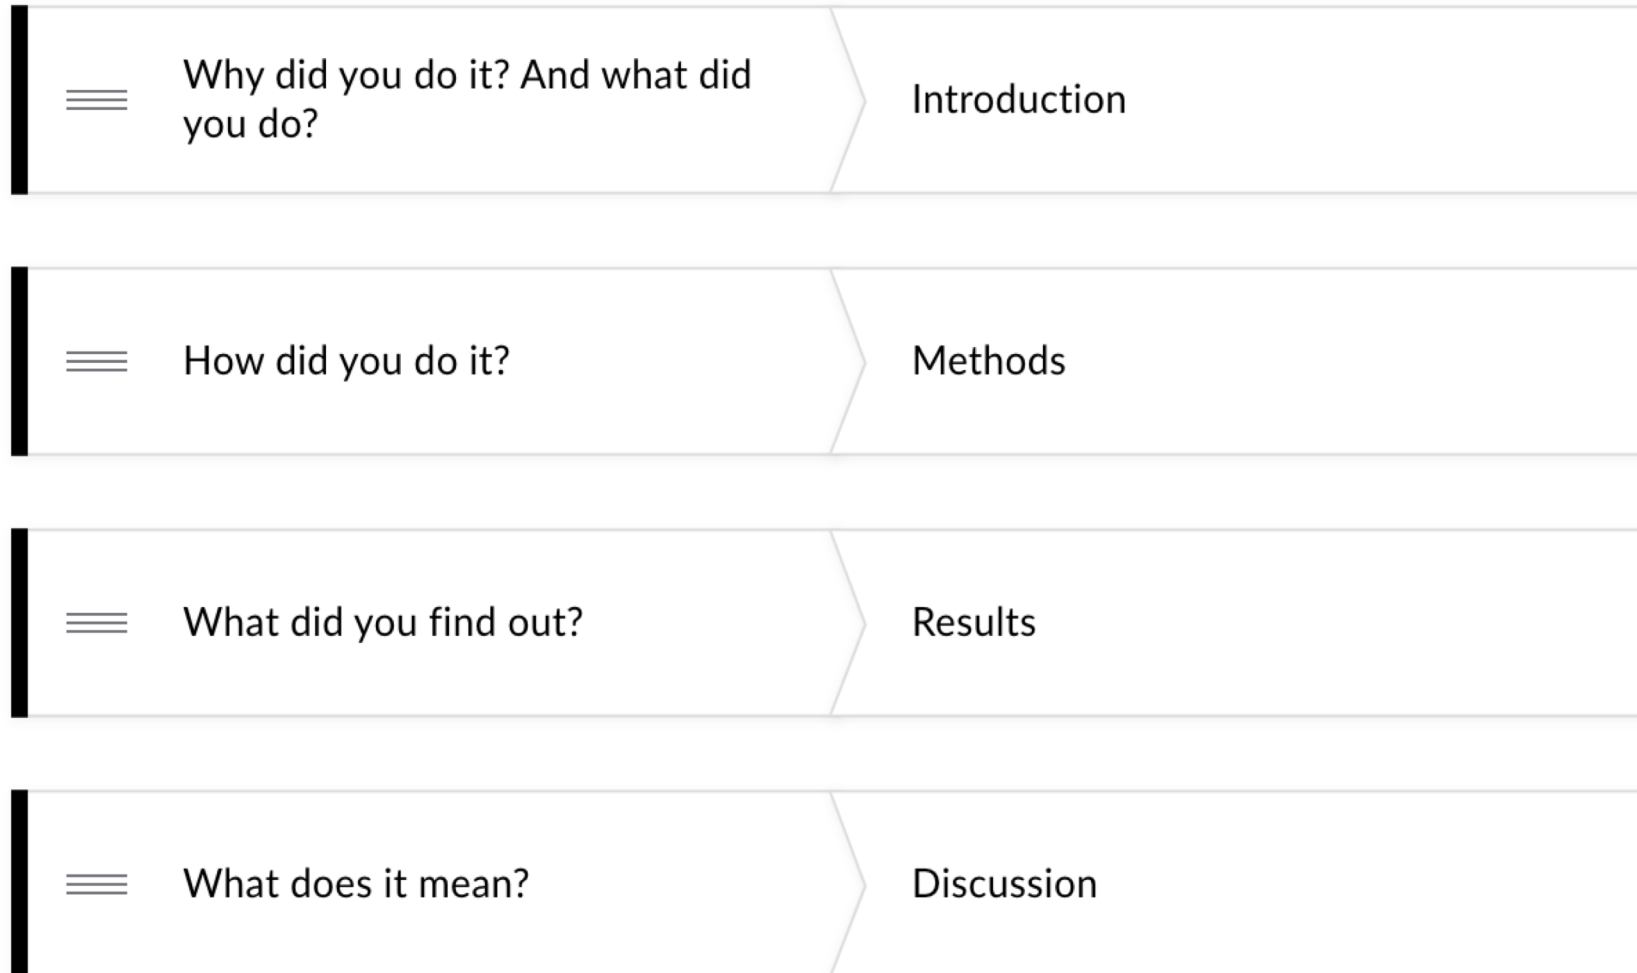 Why did you do it? And what did
you do?
Introduction
How did you do it?
Methods
What did you find out?
Results
What does it mean?
Discussion